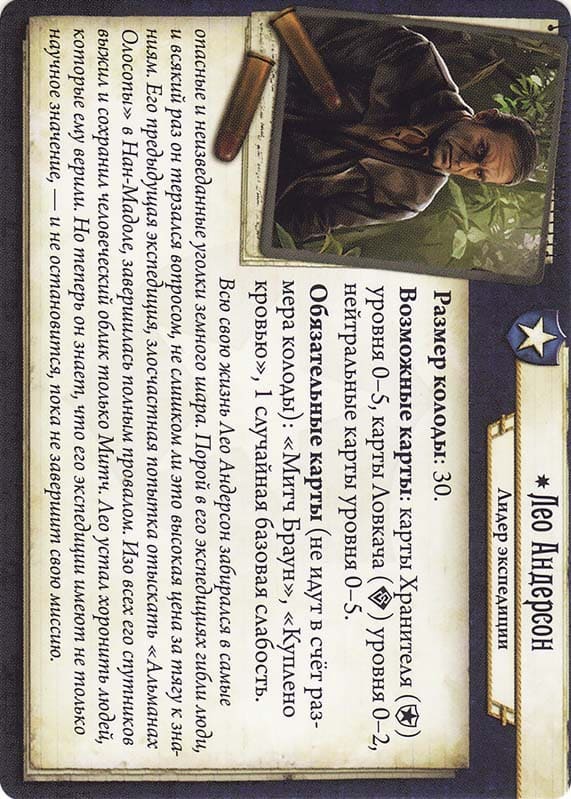 Лео Андерсон
Лидер экспедиции
Размер колоды: 30.
Возможные карты: карты Хранителя ( )
уровня 0–5, карты Ловкача ( ) уровня 0–2,
нейтральные карты уровня 0–5.
Обязательные карты (не идут в счёт раз-
мера колоды): «Митч Браун», «Куплено
кровью», 1 случайная базовая слабость.
Всю свою жизнь Лео Андерсон забирался в самые
опасные и неизведанные уголки земного шара. Порой в его экспедициях гибли люди,
и всякий раз он терзался вопросом, не слишком ли это высокая цена за тягу к зна-
ниям. Его предыдущая экспедиция, злосчастная попытка отыскать «Альманах
Олосопы» в Нан-Мадоле, завершилась полным провалом. Изо всех его спутников
выжил и сохранил человеческий облик только Митч. Лео устал хоронить людей,
которые ему верили. Но теперь он знает, что его экспедиции имеют не только
научное значение, — и не остановится, пока не завершит свою миссию.